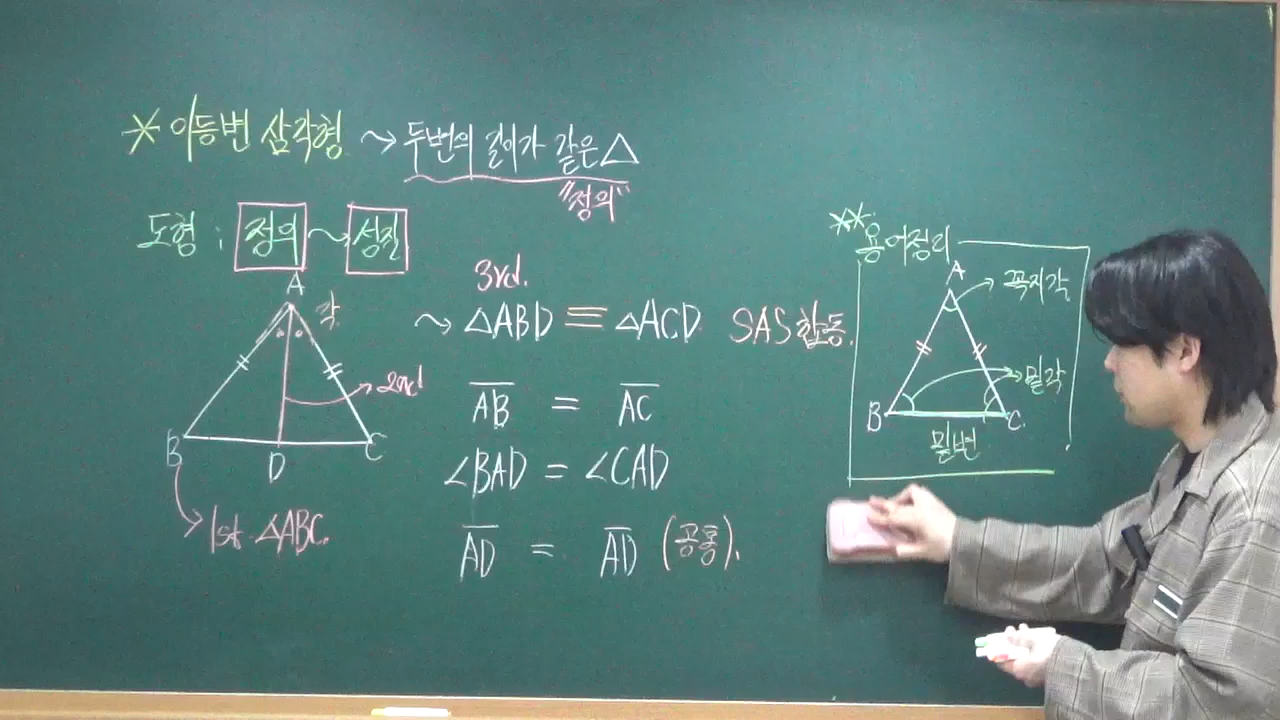 * 이등변 삼각형 ~> 두변의 길이가 같은 △
"정의"
도형 : 정의 ~> 성질
A
각
B
D
C
2nd
1st. △ABC.
3rd.
~> △ABD ≡ △ACD SAS 합동.
AB = AC
∠BAD = ∠CAD
AD = AD (공통).
** 용어정리
A
꼭지각
밑각
B
C
밑변